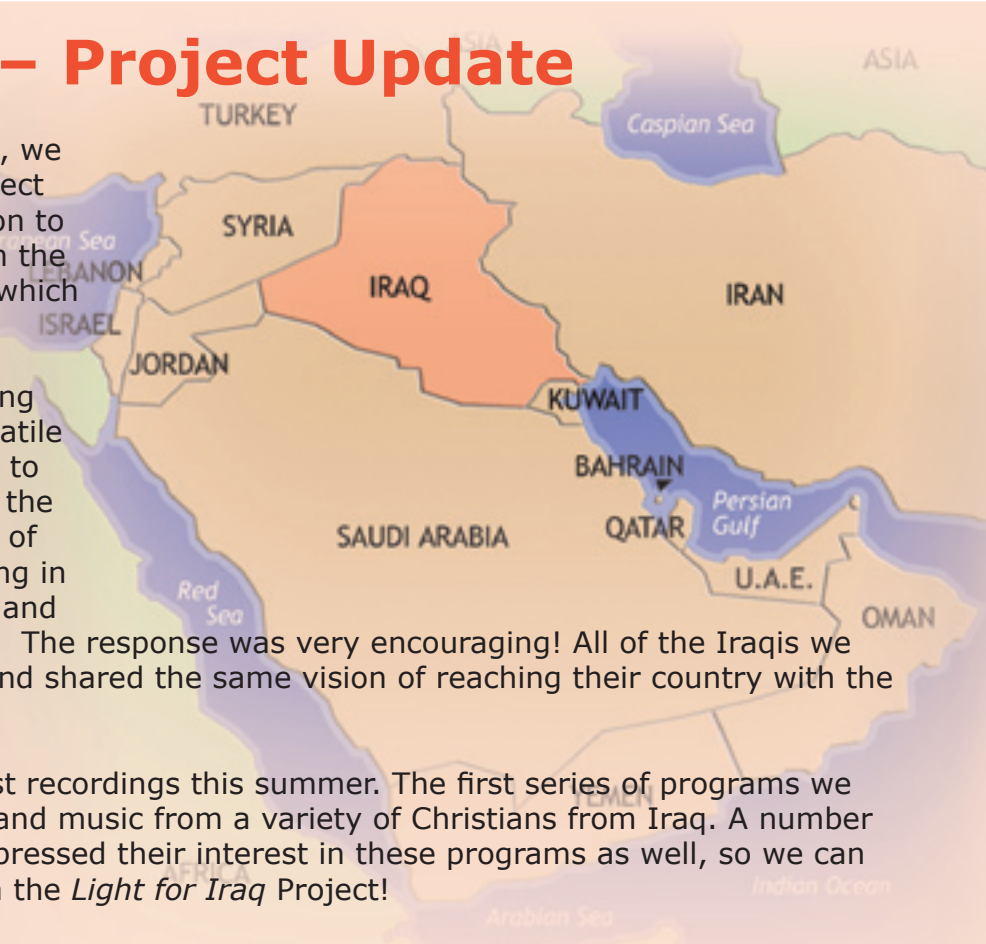 – Project Update
ASIA
ASIA
TURKEY
Caspian Sea
, we
ect
on to
SYRIA
ranean Sea
n the
LEBANON
which
IRAQ
IRAN
ISRAEL
JORDAN
ng
KUWAIT
atile
to
BAHRAIN
the
Persian
Gulf
QATAR
of
SAUDI ARABIA
ng in
U.A.E.
and
Red
Sea
OMAN
The response was very encouraging! All of the Iraqis we
nd shared the same vision of reaching their country with the
st recordings this summer. The first series of programs we
YEMEN
and music from a variety of Christians from Iraq. A number
pressed their interest in these programs as well, so we can
AFRICA
the Light for Iraq Project!
Indian Ocean
Arabian Sea